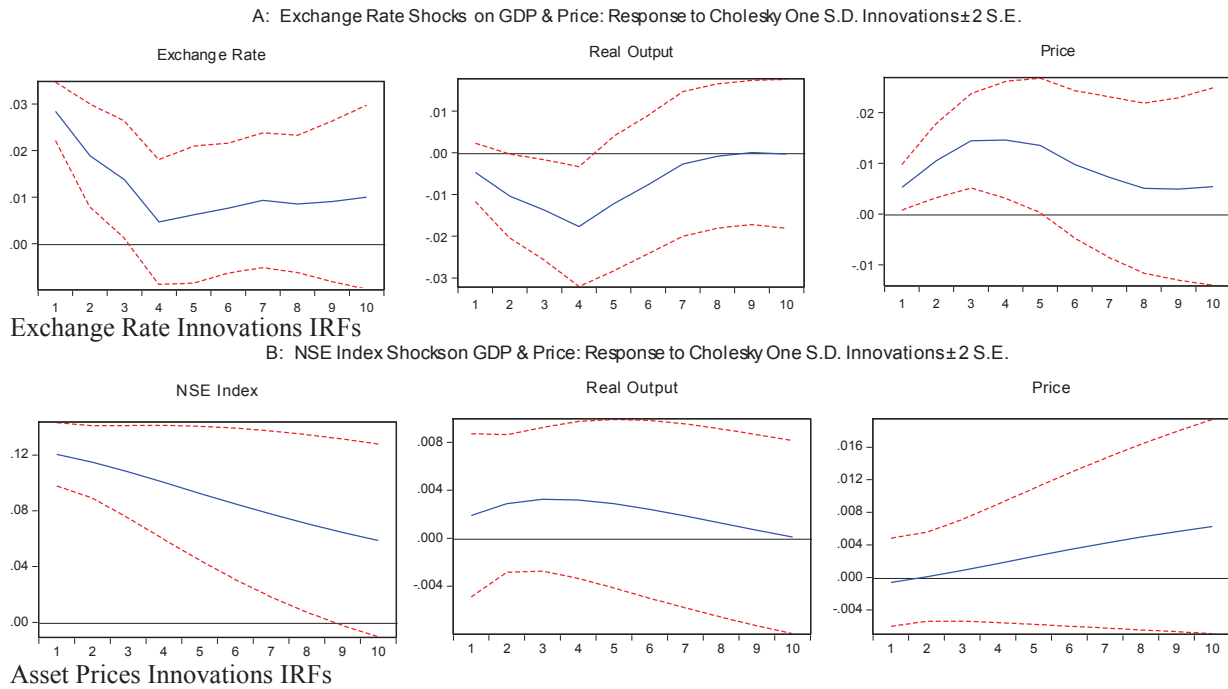 A: Exchange Rate Shocks on GDP & Price: Response to Cholesky One S.D. Innovations ± 2 S.E.
Exchange Rate
Real Output
Price
.03
.02
.01
.00
1 2 3 4 5 6 7 8 9 10
.01
.00
-.01
-.02
-.03
1 2 3 4 5 6 7 8 9 10
.02
.01
.00
-.01
1 2 3 4 5 6 7 8 9 10
Exchange Rate Innovations IRFs
B: NSE Index Shocks on GDP & Price: Response to Cholesky One S.D. Innovations ± 2 S.E.
NSE Index
Real Output
Price
.12
.08
.04
.00
1 2 3 4 5 6 7 8 9 10
.008
.004
.000
-.004
1 2 3 4 5 6 7 8 9 10
.016
.012
.008
.004
.000
-.004
1 2 3 4 5 6 7 8 9 10
Asset Prices Innovations IRFs